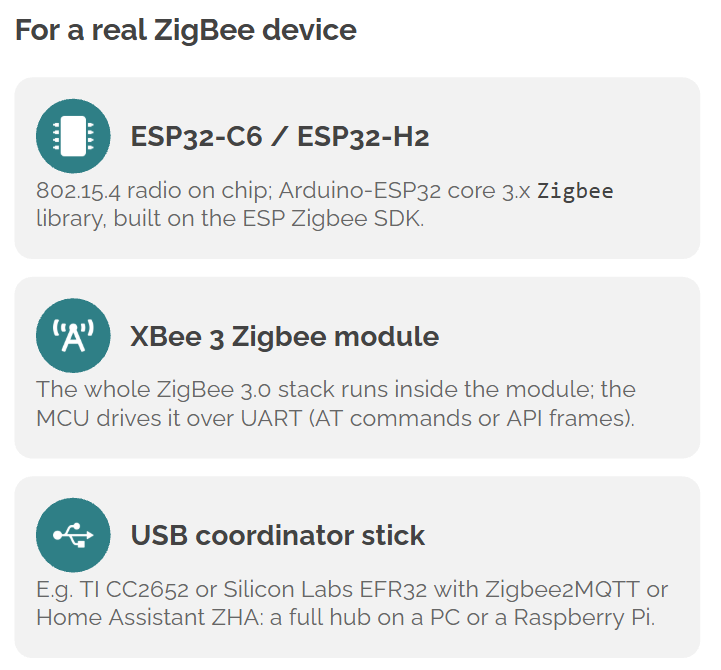 For a real ZigBee device
ESP32-C6 / ESP32-H2
802.15.4 radio on chip; Arduino-ESP32 core 3.x Zigbee
library, built on the ESP Zigbee SDK.
XBee 3 Zigbee module
The whole ZigBee 3.0 stack runs inside the module; the
MCU drives it over UART (AT commands or API frames).
USB coordinator stick
E.g. TI CC2652 or Silicon Labs EFR32 with Zigbee2MQTT or
Home Assistant ZHA: a full hub on a PC or a Raspberry Pi.